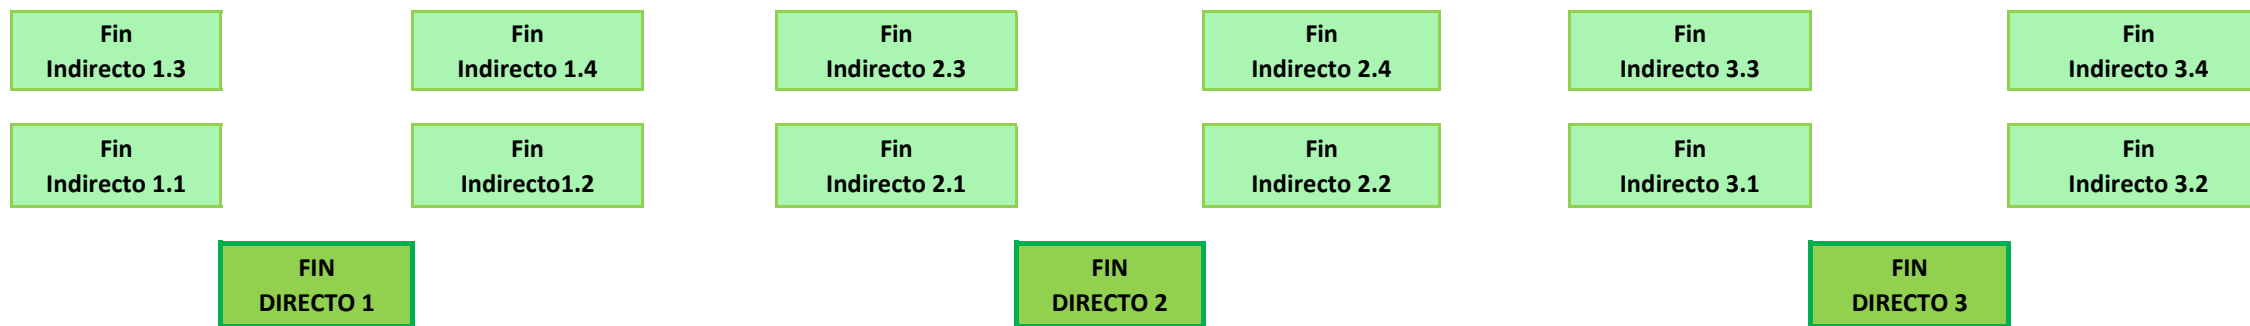 Fin
Indirecto 1.3
Fin
Indirecto 1.4
Fin
Indirecto 2.3
Fin
Indirecto 2.4
Fin
Indirecto 3.3
Fin
Indirecto 3.4
Fin
Indirecto 1.1
Fin
Indirecto1.2
Fin
Indirecto 2.1
Fin
Indirecto 2.2
Fin
Indirecto 3.1
Fin
Indirecto 3.2
FIN
DIRECTO 1
FIN
DIRECTO 2
FIN
DIRECTO 3